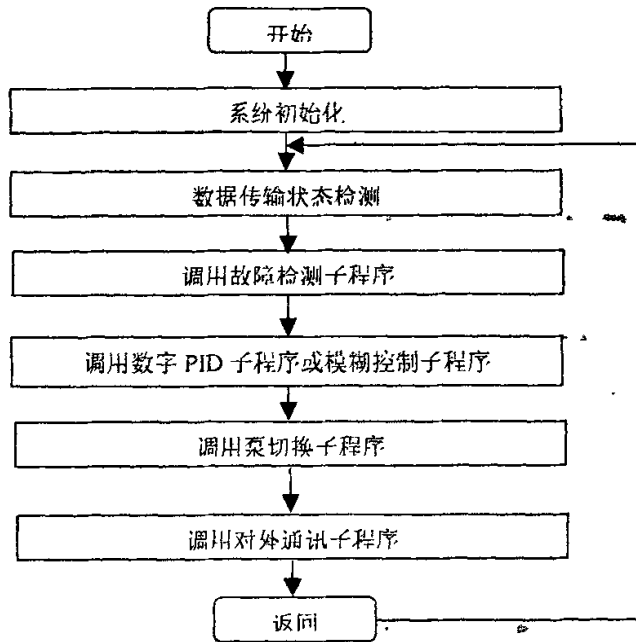 开始
系统初始化
数据传输状态检测
调用故障检测子程序
调用数字 PID 子程序或模糊控制子程序
调用泵切换子程序
调用对外通讯子程序
返回